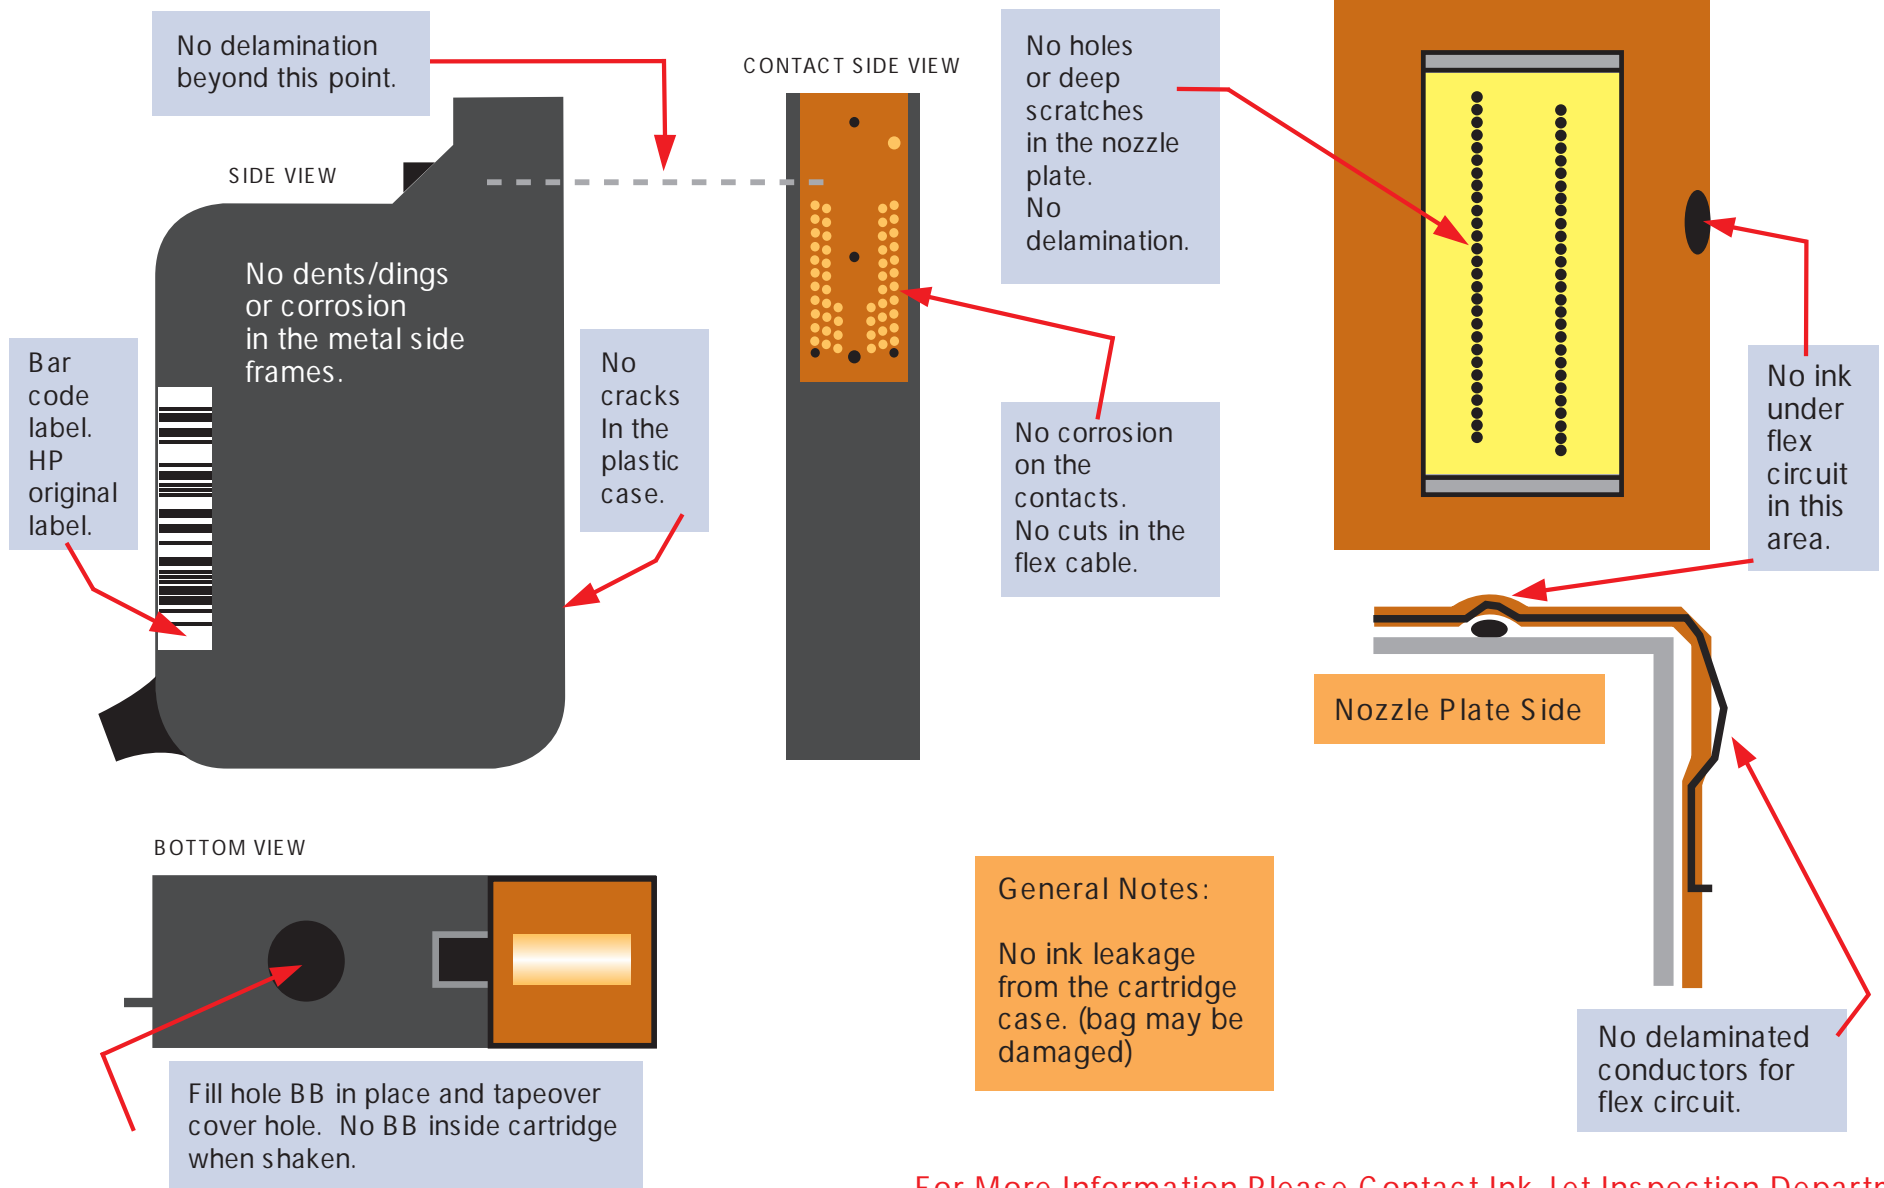 No delamination
beyond this point.
CONTACT SIDE VIEW
No holes
or deep
scratches
in the nozzle
plate.
No
delamination.
SIDE VIEW
No dents/dings
or corrosion
in the metal side
frames.
Bar
code
label.
HP
original
label.
No
cracks
In the
plastic
case.
No corrosion
on the
contacts.
No cuts in the
flex cable.
No ink
under
flex
circuit
in this
area.
Nozzle Plate Side
BOTTOM VIEW
General Notes:
No ink leakage
from the cartridge
case. (bag may be
damaged)
No delaminated
conductors for
flex circuit.
Fill hole BB in place and tapeover
cover hole. No BB inside cartridge
when shaken.
For More Information Please Contact Ink Jet Inspection